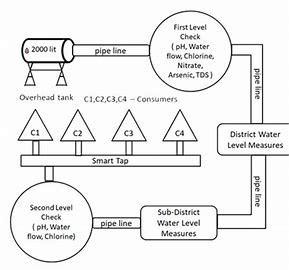 2000 lit
pipe line
First Level
Check
( pH, Water
flow, Chlorine,
Nitrate,
Arsenic, TDS )
Overhead tank
C1,C2,C3,C4 – Consumers
pipe line
C1
C2
C3
C4
District Water
Level Measures
Smart Tap
pipe line
Second Level
Check
( pH, Water
flow, Chlorine)
pipe line
Sub-District
Water Level
Measures